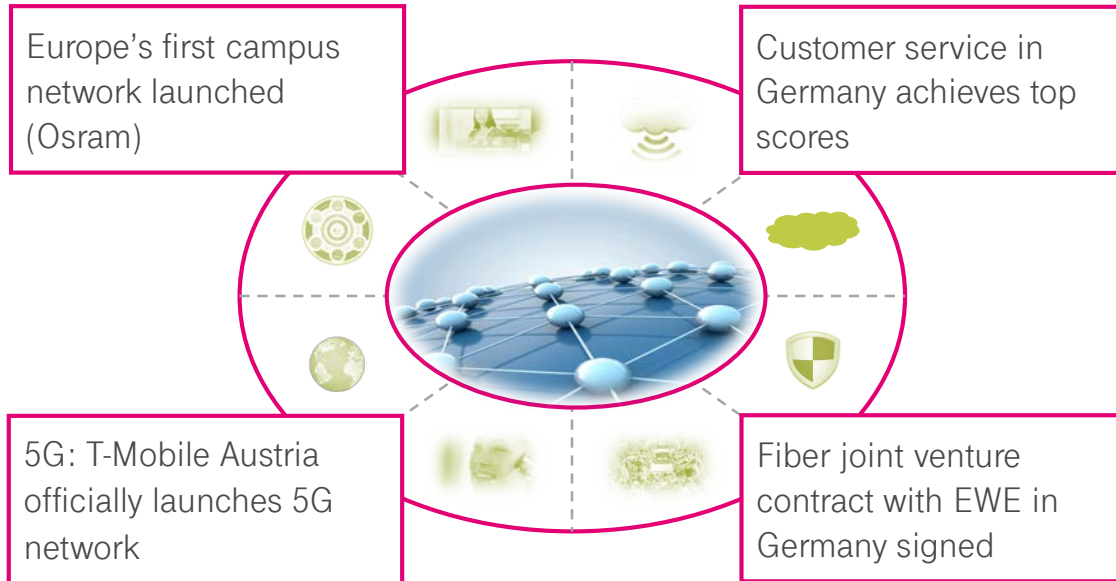 Europe’s first campus
network launched
(Osram)
Customer service in
Germany achieves top
scores
5G: T-Mobile Austria
officially launches 5G
network
Fiber joint venture
contract with EWE in
Germany signed